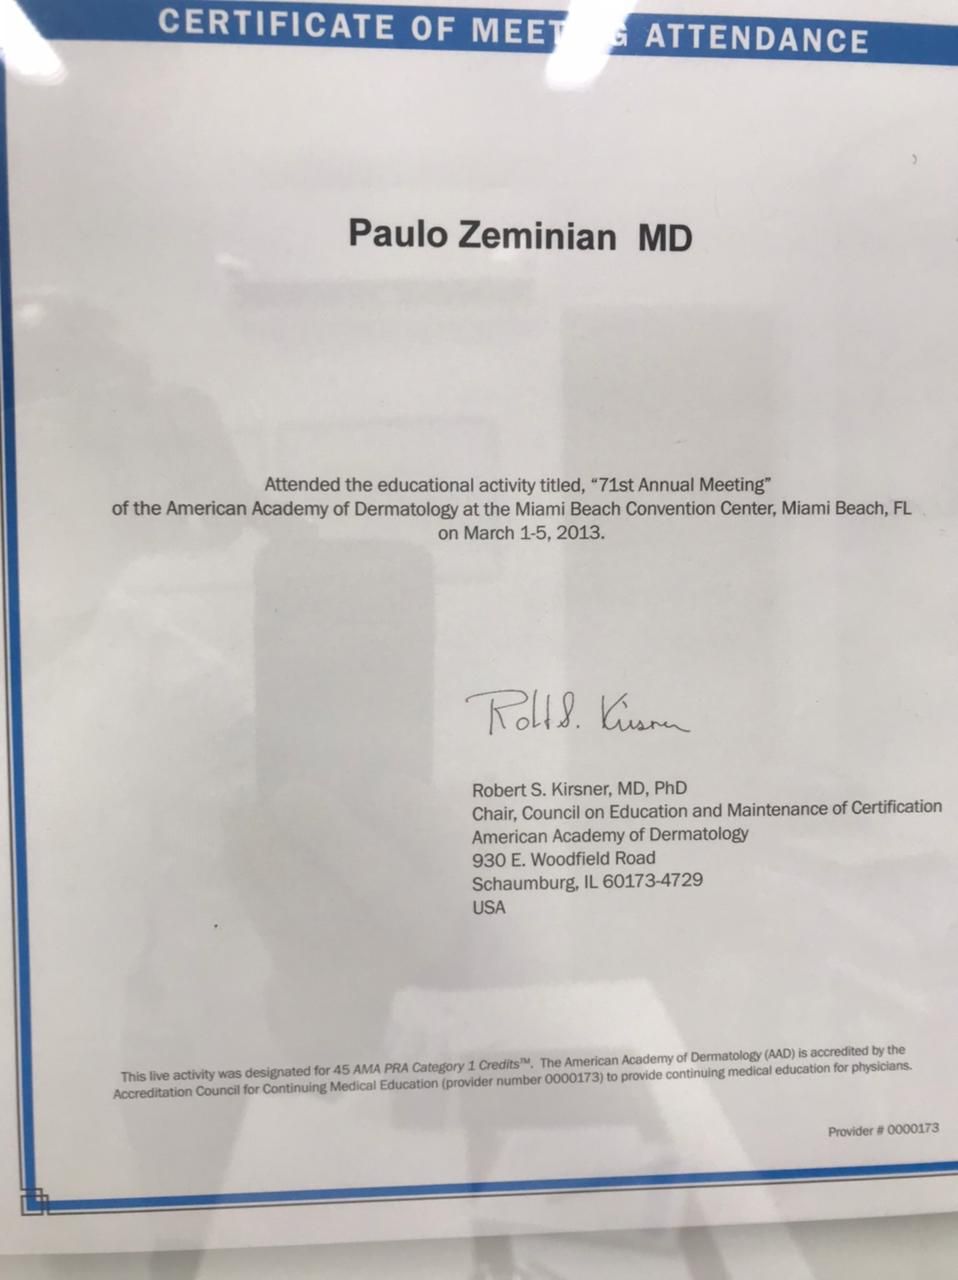 CERTIFICATE OF MEETING ATTENDANCE
Paulo Zeminian MD
Attended the educational activity titled, “71st Annual Meeting”
of the American Academy of Dermatology at the Miami Beach Convention Center, Miami Beach, FL
on March 1-5, 2013.
Robert S. Kirsner
Robert S. Kirsner, MD, PhD
Chair, Council on Education and Maintenance of Certification
American Academy of Dermatology
930 E. Woodfield Road
Schaumburg, IL 60173-4729
USA
This live activity was designated for 45 AMA PRA Category 1 Credits™. The American Academy of Dermatology (AAD) is accredited by the
Accreditation Council for Continuing Medical Education (provider number 0000173) to provide continuing medical education for physicians.
Provider # 0000173